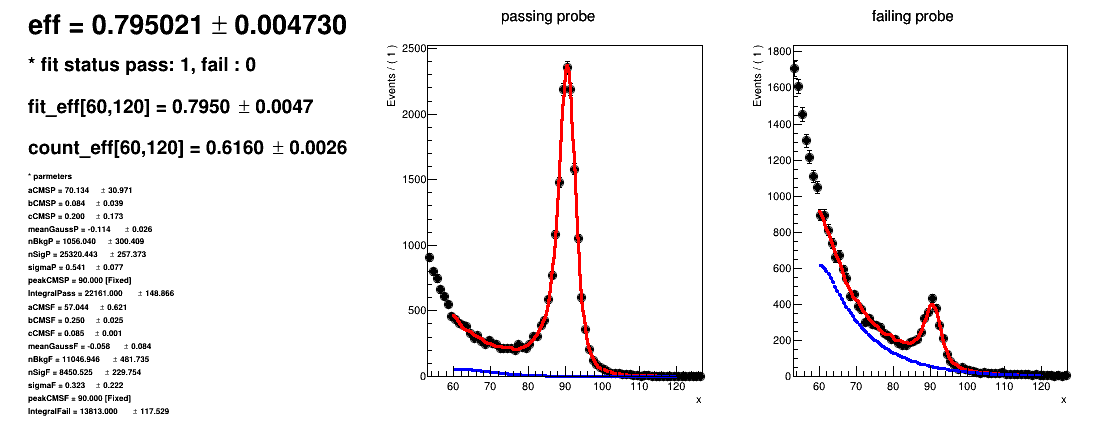 eff = 0.795021 ± 0.004730
* fit status pass: 1, fail : 0
fit_eff[60,120] = 0.7950 ± 0.0047
count_eff[60,120] = 0.6160 ± 0.0026
* parmeters
aCMSP = 70.134 ± 30.971
bCMSP = 0.084 ± 0.039
cCMSP = 0.200 ± 0.173
meanGaussP = -0.114 ± 0.026
nBkgP = 1056.040 ± 300.409
nSigP = 25320.443 ± 257.373
sigmaP = 0.541 ± 0.077
peakCMSP = 90.000 [Fixed]
IntegralPass = 22161.000 ± 148.866
aCMSF = 57.044 ± 0.621
bCMSF = 0.250 ± 0.025
cCMSF = 0.085 ± 0.001
meanGaussF = -0.058 ± 0.084
nBkgF = 11046.946 ± 481.735
nSigF = 8450.525 ± 229.754
sigmaF = 0.323 ± 0.222
peakCMSF = 90.000 [Fixed]
IntegralFail = 13813.000 ± 117.529
passing probe
Events / ( 1 )
2500
2000
1500
1000
500
0
60 70 80 90 100 110 120
x
failing probe
Events / ( 1 )
1800
1600
1400
1200
1000
800
600
400
200
0
60 70 80 90 100 110 120
x